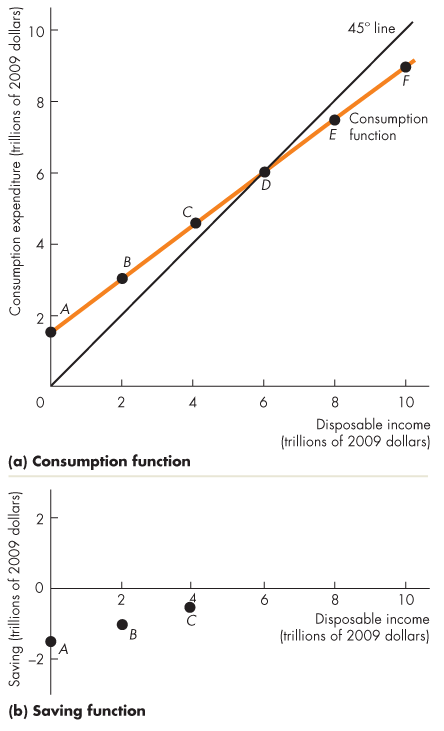 Consumption expenditure (trillions of 2009 dollars)
10
8
6
4
2
0
2
4
6
8
10
45° line
A
B
C
D
E
F
Consumption
function
Disposable income
(trillions of 2009 dollars)
(a) Consumption function
Saving (trillions of 2009 dollars)
2
0
–2
2
4
6
8
10
A
B
C
Disposable income
(trillions of 2009 dollars)
(b) Saving function